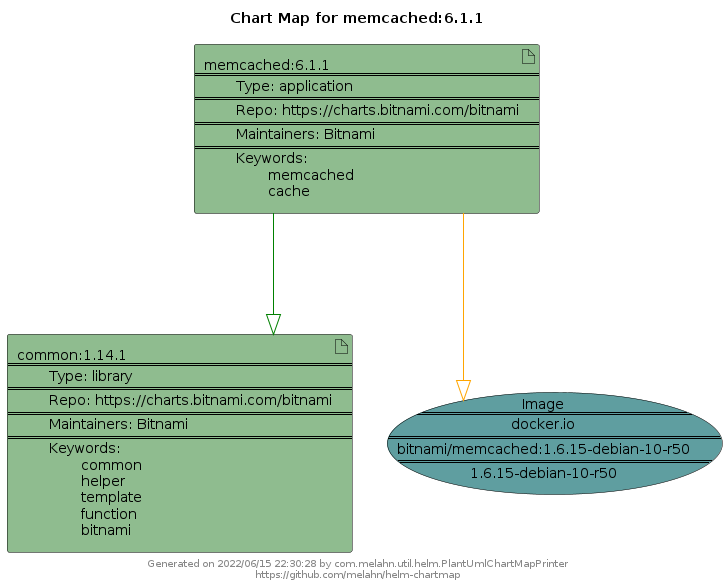 Chart Map for memcached:6.1.1
memcached:6.1.1
Type: application
Repo: https://charts.bitnami.com/bitnami
Maintainers: Bitnami
Keywords:
memcached
cache
common:1.14.1
Type: library
Repo: https://charts.bitnami.com/bitnami
Maintainers: Bitnami
Keywords:
common
helper
template
function
bitnami
Image
docker.io
bitnami/memcached:1.6.15-debian-10-r50
1.6.15-debian-10-r50
Generated on 2022/06/15 22:30:28 by com.melahn.util.helm.PlantUmlChartMapPrinter
https://github.com/melahn/helm-chartmap